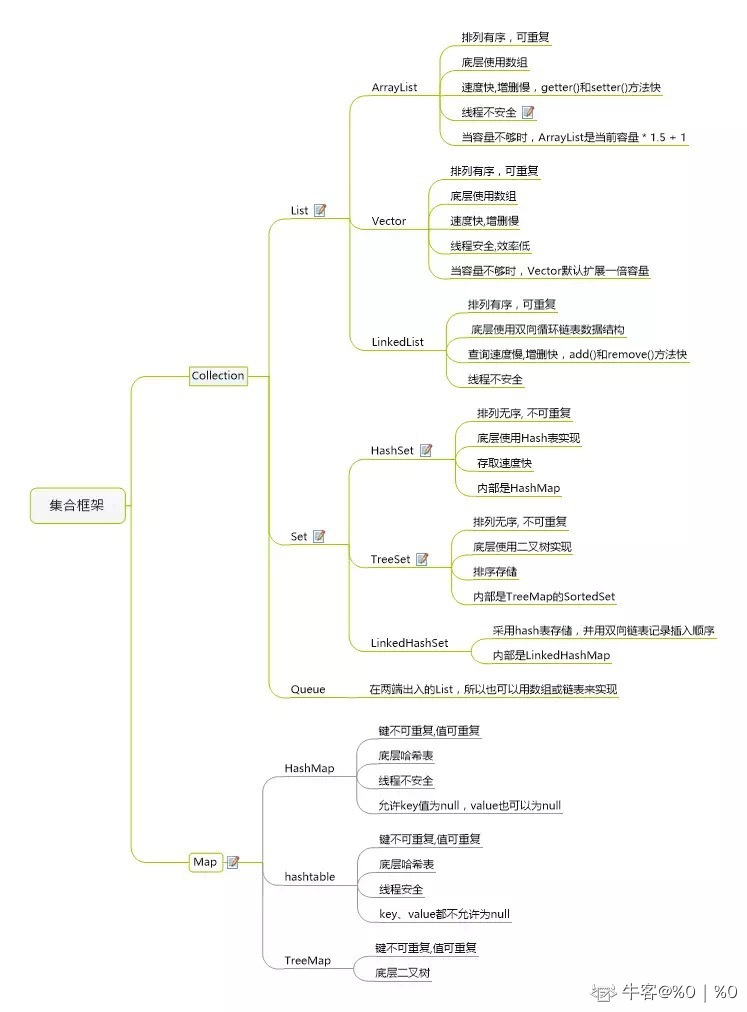 集合框架
Collection
List
ArrayList
排列有序，可重复
底层使用数组
速度快,增删慢，getter()和setter()方法快
线程不安全
当容量不够时，ArrayList是当前容量 * 1.5 + 1
Vector
排列有序，可重复
底层使用数组
速度快,增删慢
线程安全,效率低
当容量不够时，Vector默认扩展一倍容量
LinkedList
排列有序，可重复
底层使用双向循环链表数据结构
查询速度慢,增删快，add()和remove()方法快
线程不安全
Set
HashSet
排列无序, 不可重复
底层使用Hash表实现
存取速度快
内部是HashMap
TreeSet
排列无序, 不可重复
底层使用二叉树实现
排序存储
内部是TreeMap的SortedSet
LinkedHashSet
采用hash表存储，并用双向链表记录插入顺序
内部是LinkedHashMap
Queue
在两端出入的List，所以也可以用数组或链表来实现
Map
HashMap
键不可重复,值可重复
底层哈希表
线程不安全
允许key值为null，value也可以为null
hashtable
键不可重复,值可重复
底层哈希表
线程安全
key、value都不允许为null
TreeMap
键不可重复,值可重复
底层二叉树
牛客@%0 | %0